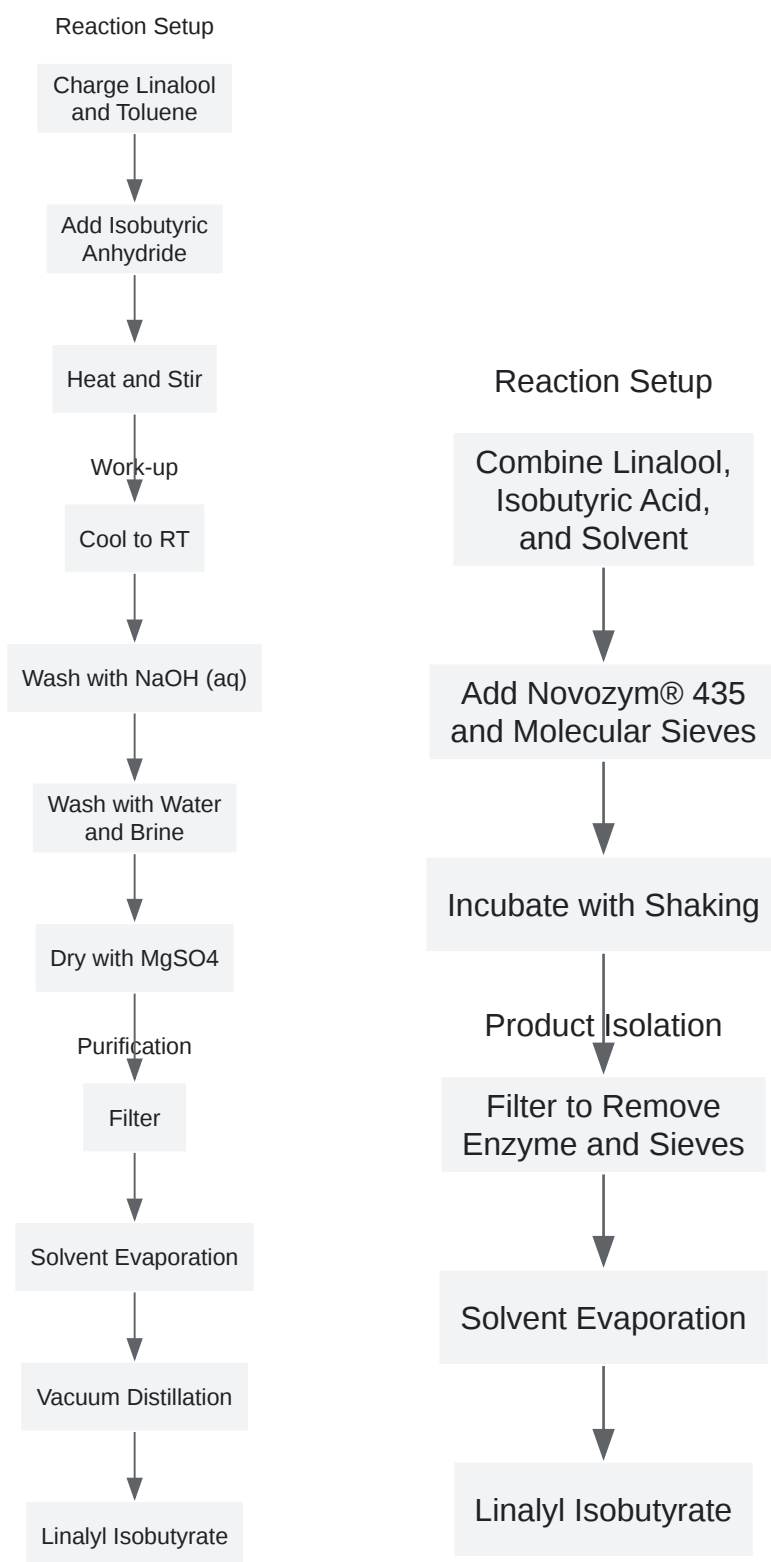 Reaction Setup
Charge Linalool
and Toluene
Add Isobutyric
Anhydride
Heat and Stir
Work-up
Cool to RT
Wash with NaOH (aq)
Wash with Water
and Brine
Dry with MgSO4
Purification
Filter
Solvent Evaporation
Vacuum Distillation
Linalyl Isobutyrate
Reaction Setup
Combine Linalool,
Isobutyric Acid,
and Solvent
Add Novozym® 435
and Molecular Sieves
Incubate with Shaking
Product Isolation
Filter to Remove
Enzyme and Sieves
Solvent Evaporation
Linalyl Isobutyrate